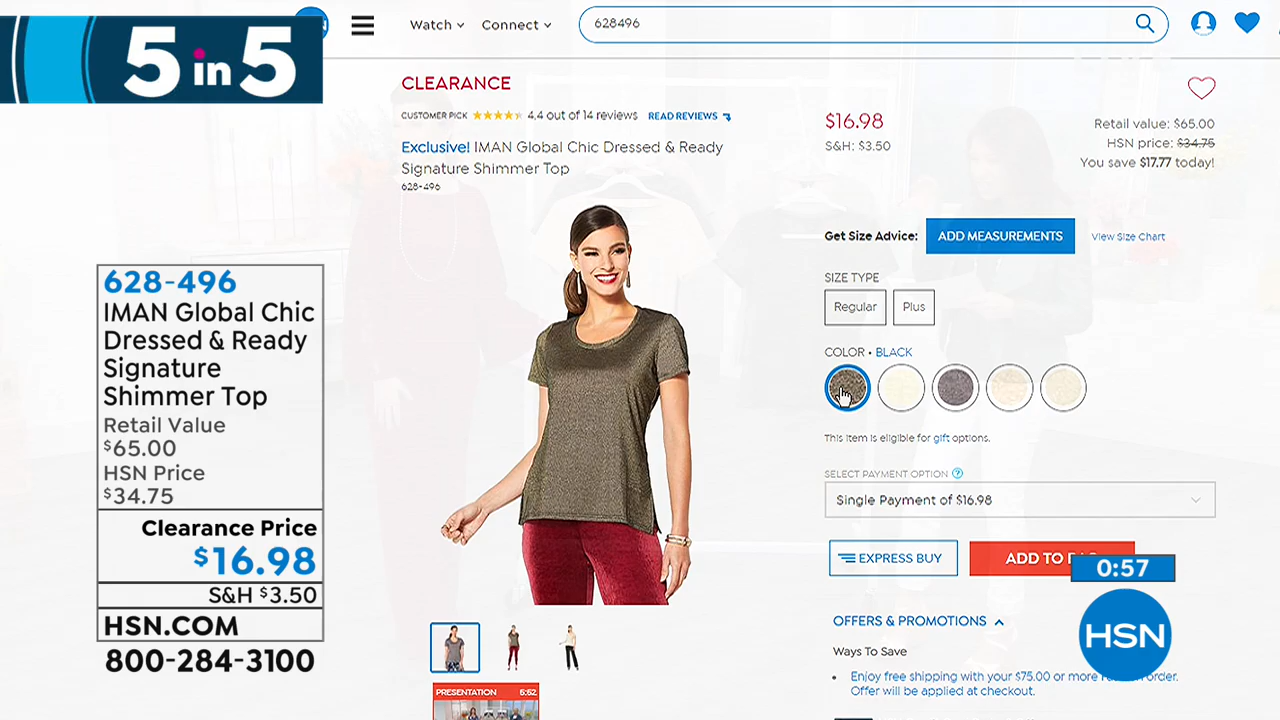 5 in 5
Watch
Connect
628496
CLEARANCE
CUSTOMER PICK
4.4 out of 14 reviews
READ REVIEWS
Exclusive! IMAN Global Chic Dressed & Ready
Signature Shimmer Top
628-496
$16.98
S&H: $3.50
Retail value: $65.00
HSN price: $34.75
You save $17.77 today!
Get Size Advice:
ADD MEASUREMENTS
View Size Chart
SIZE TYPE
Regular
Plus
COLOR • BLACK
This item is eligible for gift options.
SELECT PAYMENT OPTION ?
Single Payment of $16.98
EXPRESS BUY
ADD TO
0:57
OFFERS & PROMOTIONS
Ways To Save
• Enjoy free shipping with your $75.00 or more order.
Offer will be applied at checkout.
HSN
628-496
IMAN Global Chic
Dressed & Ready
Signature
Shimmer Top
Retail Value
$65.00
HSN Price
$34.75
Clearance Price
$16.98
S&H $3.50
HSN.COM
800-284-3100
PRESENTATION 5:52